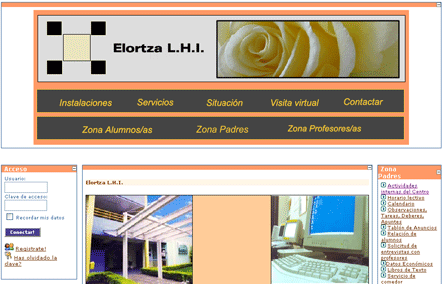 Elortza L.H.I.
Instalaciones Servicios Situación Visita virtual Contactar
Zona Alumnos/as Zona Padres Zona Profesores/as
Acceso
Usuario:
Clave de acceso:
Recordar mis datos
Conectar!
Registrate!
Has olvidado la
clave?
Elortza L.H.I.
Zona
Padres
Actividades
internas del Centro
Horario lectivo
Calendario
Observaciones,
Tareas, Deberes,
Apuntes
Tablón de Anuncios
Relación de
alumnos
Solicitud de
entrevistas con
profesores
Datos Económicos
Libros de Texto
Servicio de
comedor